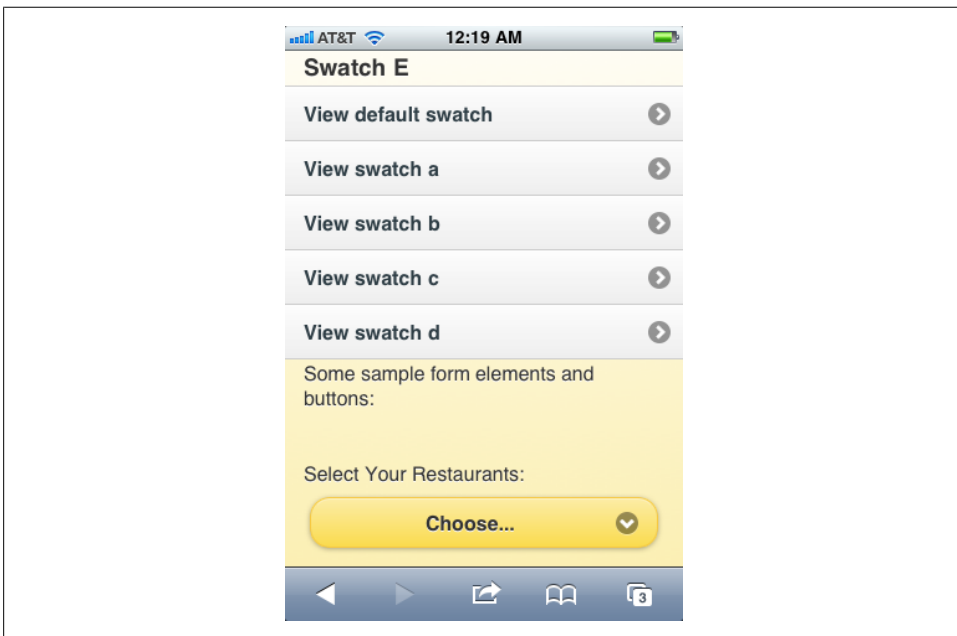 AT&T 12:19 AM
Swatch E
View default swatch
View swatch a
View swatch b
View swatch c
View swatch d
Some sample form elements and
buttons:
Select Your Restaurants:
Choose...
3